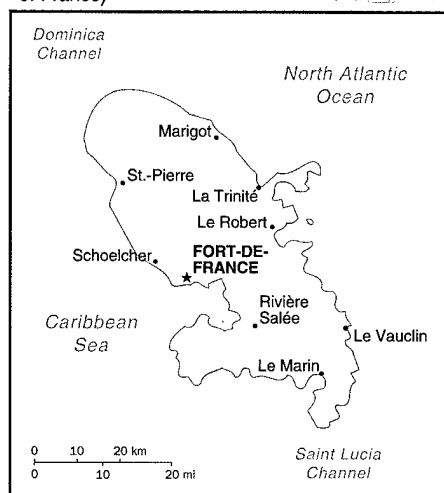 of France)
Dominica
Channel
North Atlantic
Ocean
Marigot
St.-Pierre
La Trinité
Le Robert
Schoelcher
FORT-DE-
FRANCE
Caribbean
Sea
Rivière
Salée
Le Vauclin
Le Marin
0 10 20 km
0 10 20 mi
Saint Lucia
Channel